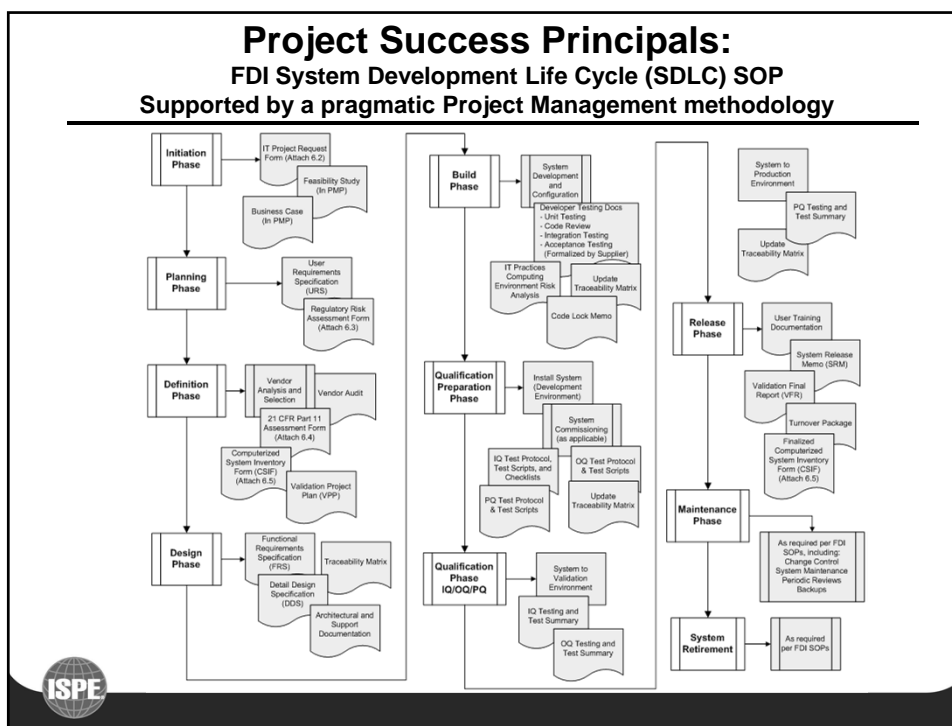 Project Success Principals:
FDI System Development Life Cycle (SDLC) SOP
Supported by a pragmatic Project Management methodology
Initiation
Phase
IT Project Request
Form (Attach 6.2)
Feasibility Study
(In PMP)
Business Case
(In PMP)
Planning
Phase
User
Requirements
Specification
(URS)
Regulatory Risk
Assessment Form
(Attach 6.3)
Definition
Phase
Vendor
Analysis and
Selection
Vendor Audit
21 CFR Part 11
Assessment Form
(Attach 6.4)
Computerized
System Inventory
Form (CSIF)
(Attach 6.5)
Validation Project
Plan (VPP)
Design
Phase
Functional
Requirements
Specification
(FRS)
Traceability Matrix
Detail Design
Specification
(DDS)
Architectural and
Support
Documentation
Build
Phase
System
Development
and
Configuration
Developer Testing Docs
- Unit Testing
- Code Review
- Integration Testing
- Acceptance Testing
(Formalized by Supplier)
IT Practices
Computing
Environment Risk
Analysis
Update
Traceability Matrix
Code Lock Memo
Qualification
Preparation
Phase
Install System
(Development
Environment)
System
Commissioning
(as applicable)
IQ Test Protocol,
Test Scripts, and
Checklists
OQ Test Protocol
& Test Scripts
PQ Test Protocol
& Test Scripts
Update
Traceability Matrix
Qualification
Phase
IQ/OQ/PQ
System to
Validation
Environment
IQ Testing and
Test Summary
OQ Testing and
Test Summary
System to
Production
Environment
PQ Testing and
Test Summary
Update
Traceability Matrix
Release
Phase
User Training
Documentation
System Release
Memo (SRM)
Validation Final
Report (VFR)
Turnover Package
Finalized
Computerized
System Inventory
Form (CSIF)
(Attach 6.5)
Maintenance
Phase
As required per FDI
SOPs, including:
Change Control
System Maintenance
Periodic Reviews
Backups
System
Retirement
As required
per FDI SOPs
ISPE